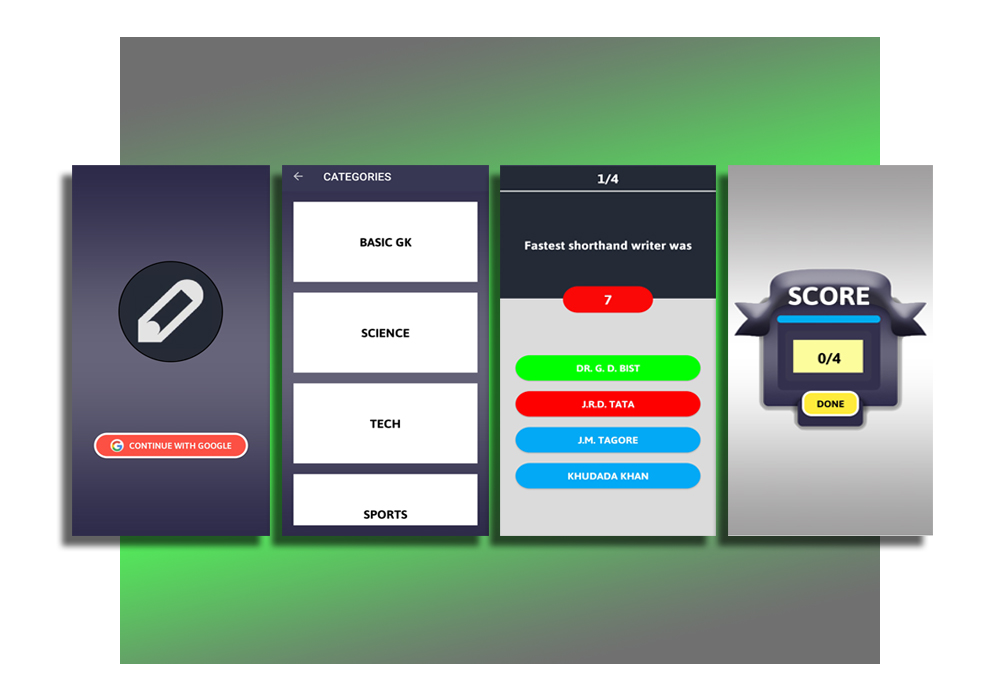 CONTINUE WITH GOOGLE
CATEGORIES
BASIC GK
SCIENCE
TECH
SPORTS
1/4
Fastest shorthand writer was
7
DR. G. D. BIST
J.R.D. TATA
J.M. TAGORE
KHUDADA KHAN
SCORE
0/4
DONE